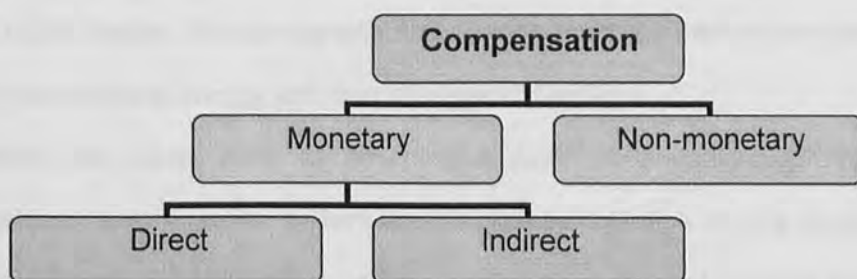 Compensation
Monetary
Non-monetary
Direct
Indirect